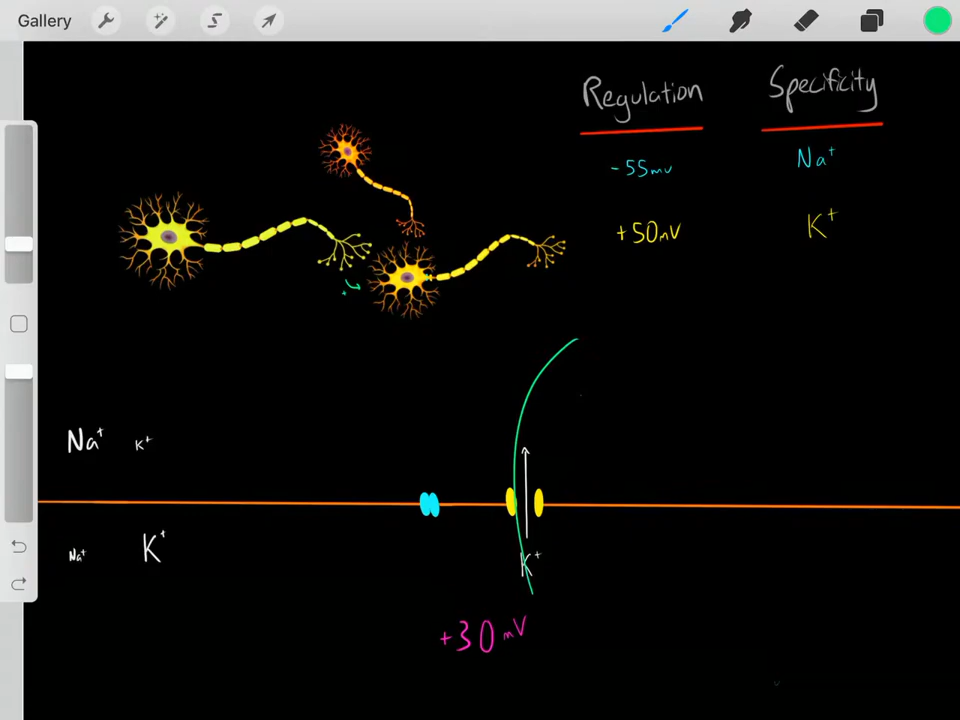 Gallery
Regulation Specificity
-55mv Na⁺
+50mV K⁺
Na⁺ K⁺
Na⁺ K⁺
K⁺
+30mV